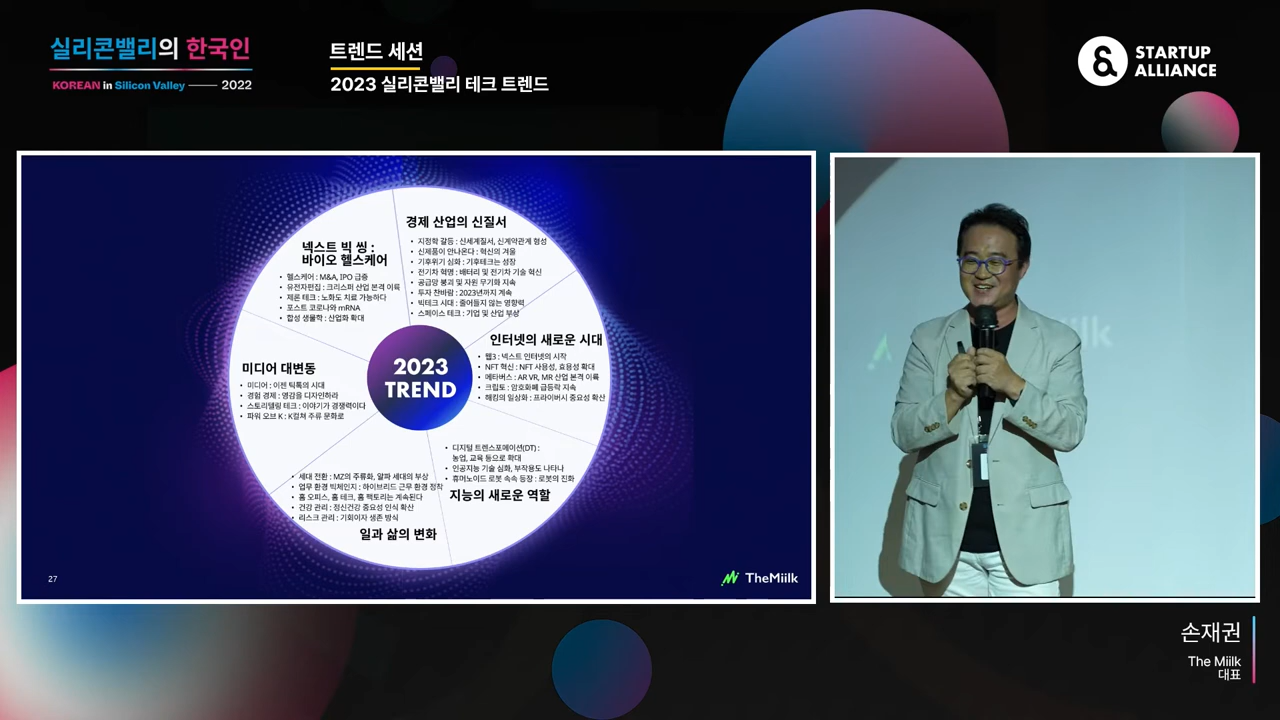 실리콘밸리의 한국인
KOREAN in Silicon Valley 2022
트렌드 세션
2023 실리콘밸리 테크 트렌드
STARTUP
ALLIANCE
경제 산업의 신질서
• 지정학 갈등 : 신세계질서, 신계약관계 형성
• 신제품이 안나온다 : 혁신의 겨울
• 기후위기 심화 : 기후테크는 성장
• 전기차 혁명 : 배터리 및 전기차 기술 혁신
• 공급망 붕괴 및 자원 무기화 지속
• 투자 찬바람 : 2023년까지 계속
• 빅테크 시대 : 줄어들지 않는 영향력
• 스페이스 테크 : 기업 및 산업 부상
넥스트 빅 씽 :
바이오 헬스케어
• 헬스케어 : M&A, IPO 급증
• 유전자편집 : 크리스퍼 산업 본격 이륙
• 제론 테크 : 노화도 치료 가능하다
• 포스트 코로나와 mRNA
• 합성 생물학 : 산업화 확대
인터넷의 새로운 시대
• 웹3 : 넥스트 인터넷의 시작
• NFT 혁신 : NFT 사용성, 효용성 확대
• 메타버스 : AR VR, MR 산업 본격 이륙
• 크립토 : 암호화폐 급등락 지속
• 해킹의 일상화 : 프라이버시 중요성 확산
2023
TREND
미디어 대변동
• 미디어 : 이젠 틱톡의 시대
• 경험 경제 : 영감을 디자인하라
• 스토리텔링 테크 : 이야기가 경쟁력이다
• 파워 오브 K : K컬쳐 주류 문화로
• 디지털 트렌스포메이션(DT) :
농업, 교육 등으로 확대
• 인공지능 기술 심화, 부작용도 나타나
• 휴머노이드 로봇 속속 등장 : 로봇의 진화
지능의 새로운 역할
• 세대 전환 : MZ의 주류화, 알파 세대의 부상
• 업무 환경 빅체인지 : 하이브리드 근무 환경 정착
• 홈 오피스, 홈 테크, 홈 팩토리는 계속된다
• 건강 관리 : 정신건강 중요성 인식 확산
• 리스크 관리 : 기회이자 생존 방식
일과 삶의 변화
27
TheMiilk
손재권
The Miilk
대표